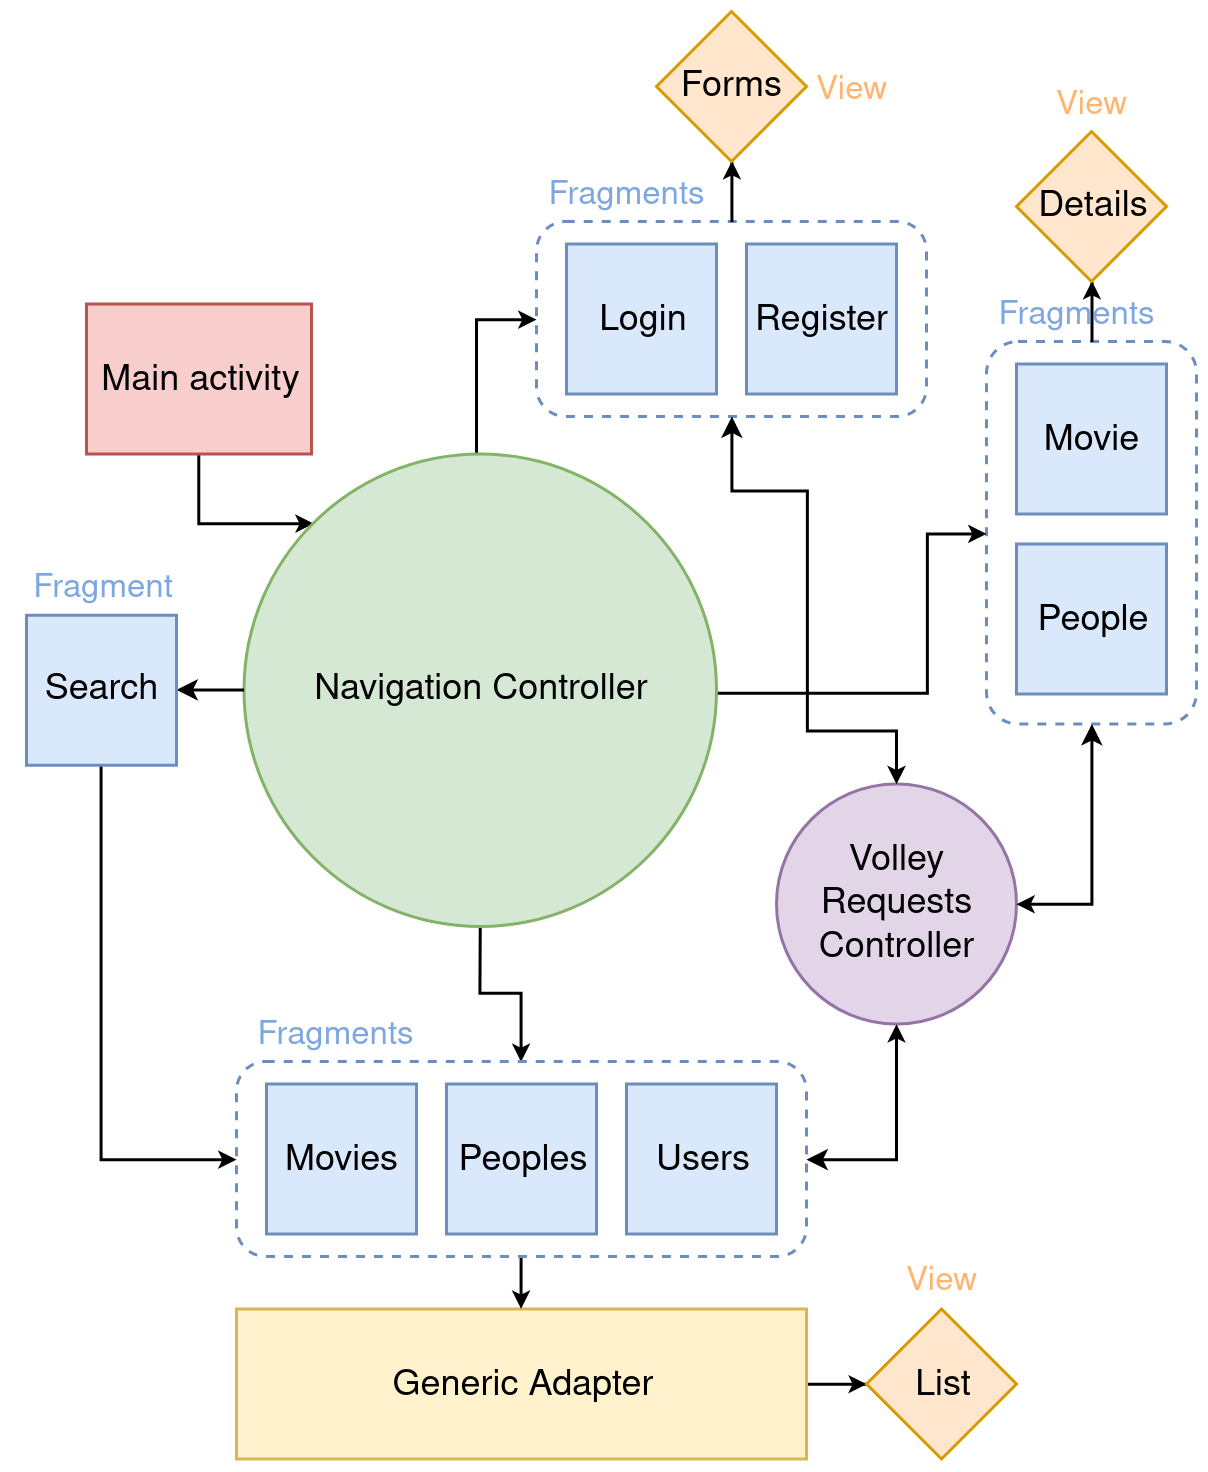 Forms
View
View
Fragments
Details
Login
Register
Fragments
Main activity
Movie
Fragment
People
Search
Navigation Controller
Volley
Requests
Controller
Fragments
Movies
Peoples
Users
View
Generic Adapter
List